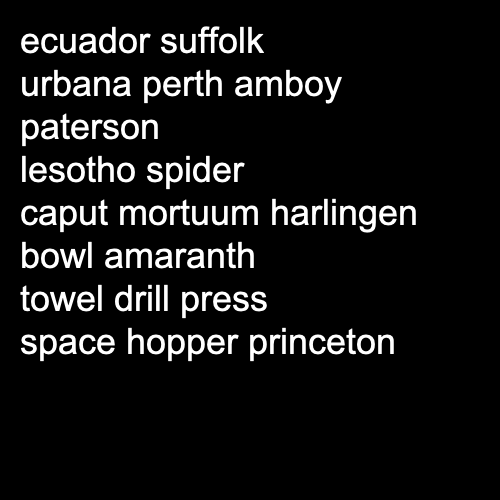 ecuador suffolk
urbana perth amboy
paterson
lesotho spider
caput mortuum harlingen
bowl amaranth
towel drill press
space hopper princeton